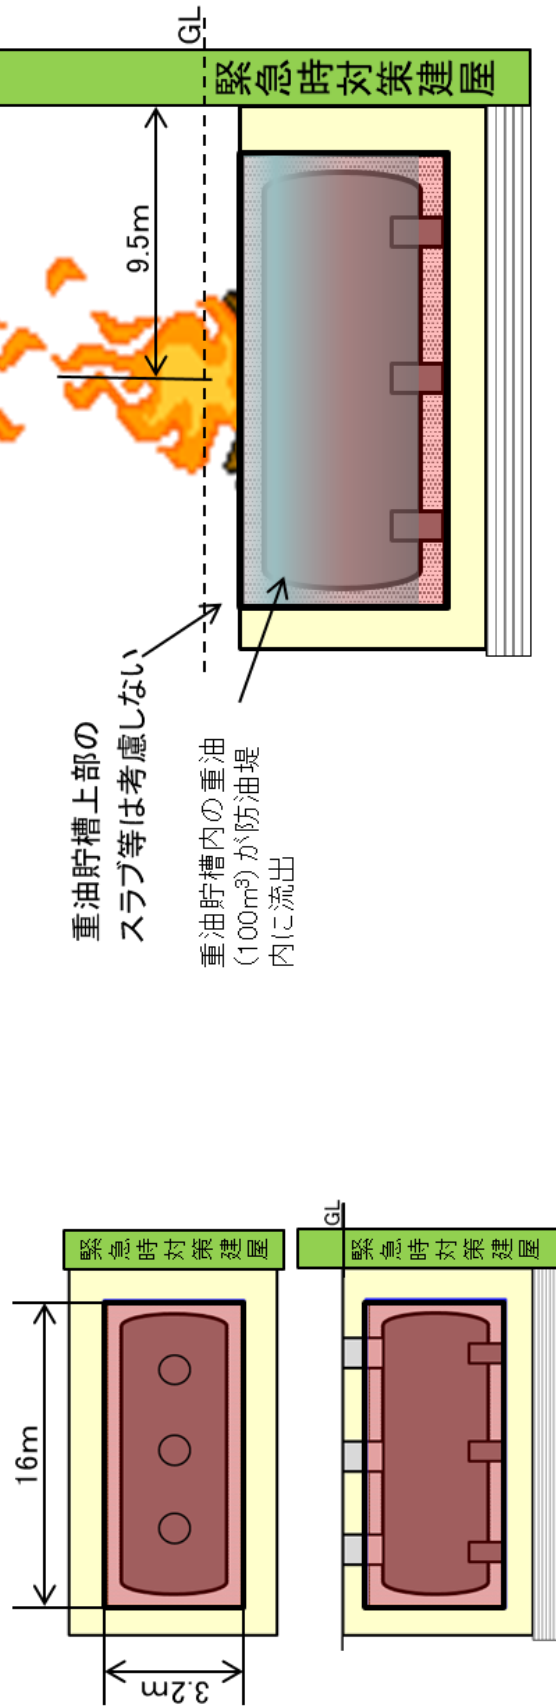 16m
3.2m
緊急時対策建屋
GL
緊急時対策建屋
重油貯槽上部の
スラブ等は考慮しない
重油貯槽内の重油
(100m³)が防油堤
内に流出
9.5m
GL
緊急時対策建屋